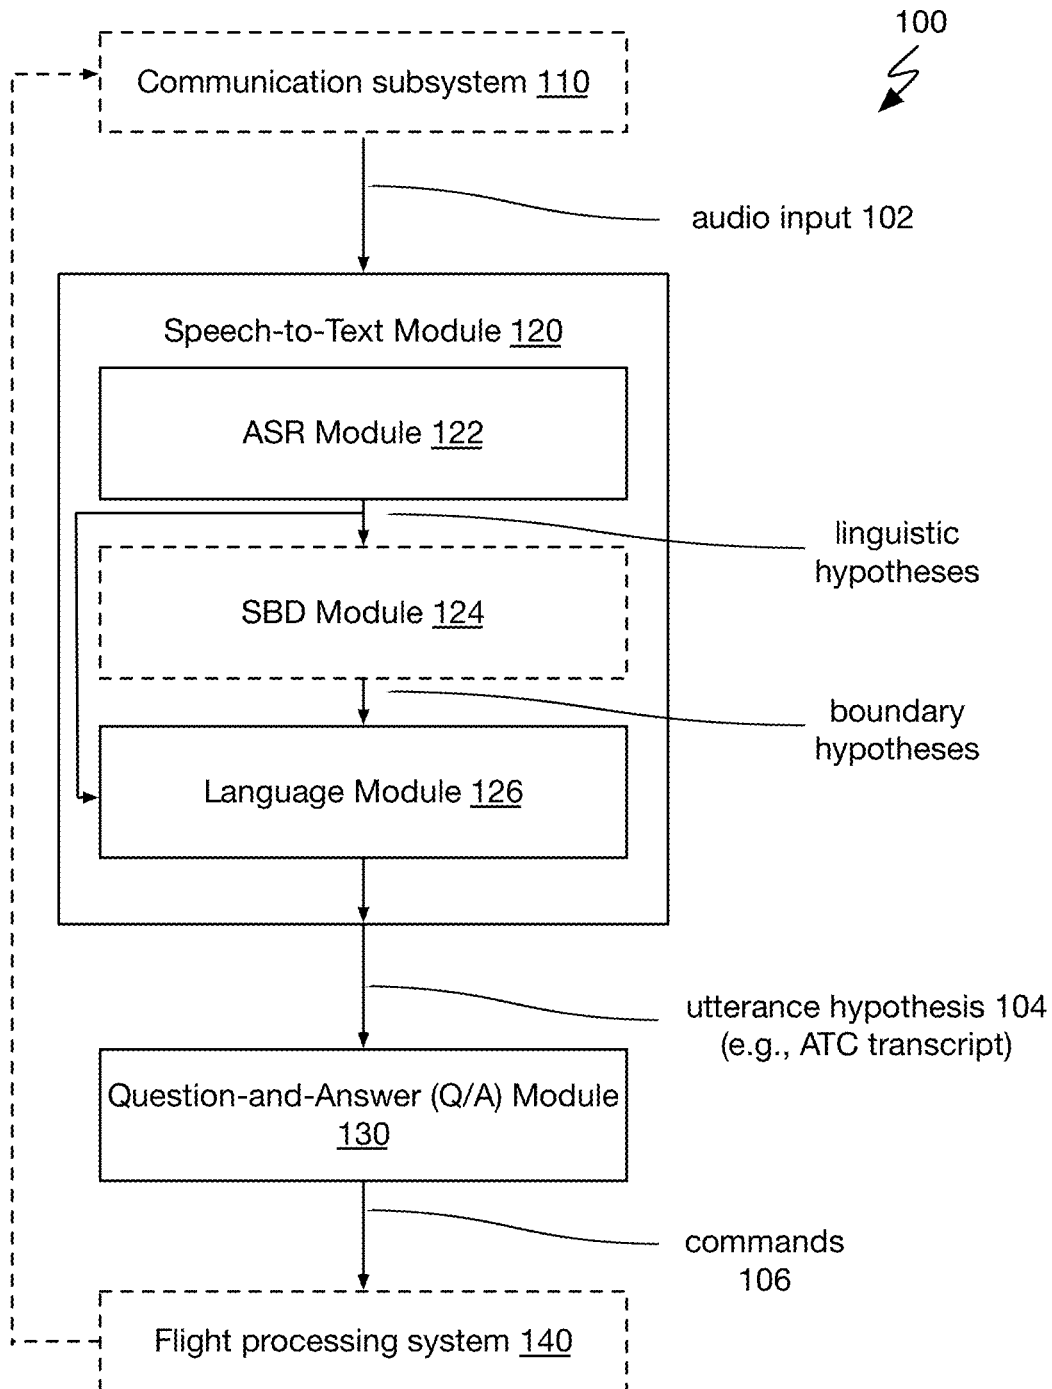 100
Communication subsystem 110
audio input 102
Speech-to-Text Module 120
ASR Module 122
linguistic
hypotheses
SBD Module 124
boundary
hypotheses
Language Module 126
utterance hypothesis 104
(e.g., ATC transcript)
Question-and-Answer (Q/A) Module
130
commands
106
Flight processing system 140